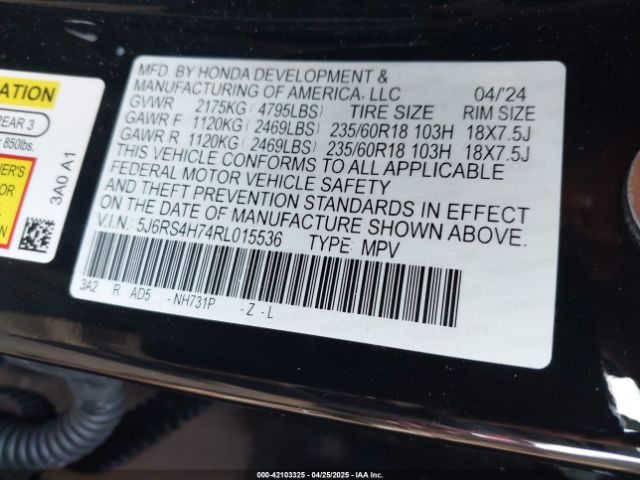 ATION
REAR 3
850lbs.
3A0 A1
MFD. BY HONDA DEVELOPMENT &
MANUFACTURING OF AMERICA, LLC 04/'24
GVWR 2175KG ( 4795LBS) TIRE SIZE RIM SIZE
GAWR F 1120KG ( 2469LBS) 235/60R18 103H 18X7.5J
GAWR R 1120KG ( 2469LBS) 235/60R18 103H 18X7.5J
THIS VEHICLE CONFORMS TO ALL APPLICABLE
FEDERAL MOTOR VEHICLE SAFETY
AND THEFT PREVENTION STANDARDS IN EFFECT
ON THE DATE OF MANUFACTURE SHOWN ABOVE.
V.I.N.: 5J6RS4H74RL015536 TYPE: MPV
3A2 R AD5 -NH731P -Z-L
000-42103325 | 04/25/2025 | IAA Inc.